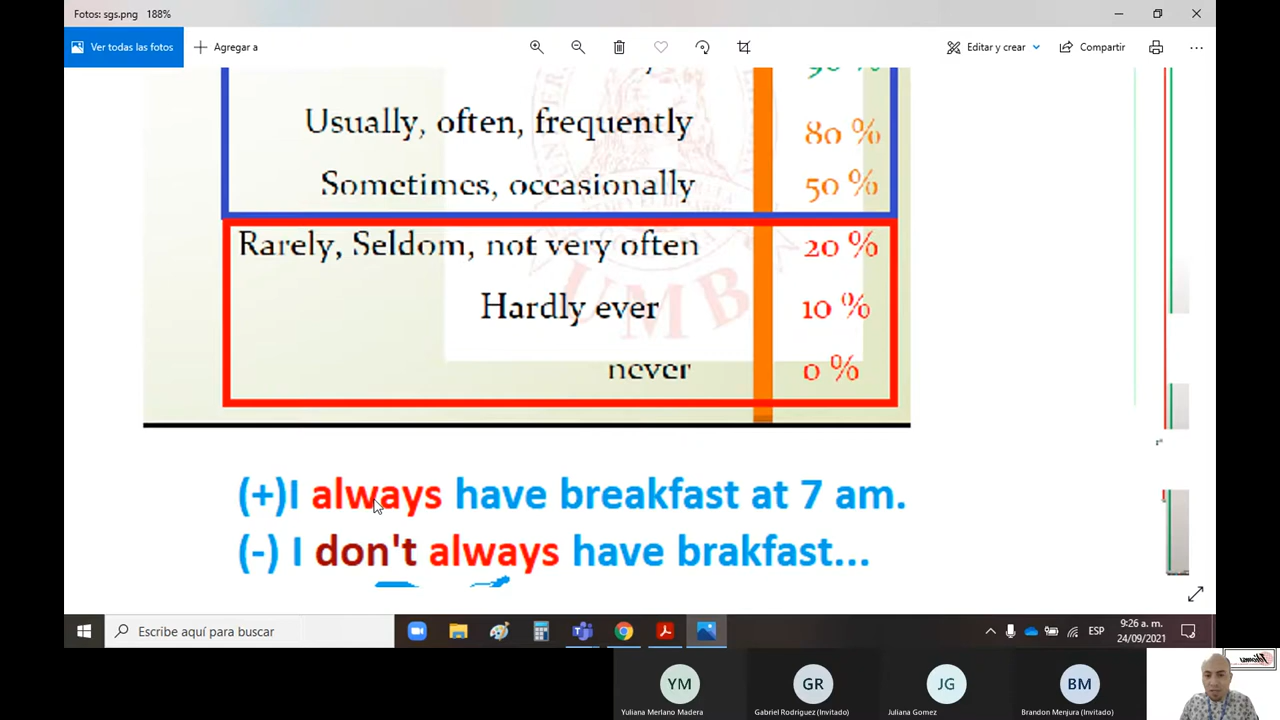 Fotos: sgs.png 188%
Ver todas las fotos
Agregar a
Editar y crear
Compartir
Usually, often, frequently 80 %
Sometimes, occasionally 50 %
Rarely, Seldom, not very often 20 %
Hardly ever 10 %
never 0 %
UMB
(+)I always have breakfast at 7 am.
(-) I don't always have brakfast...
Escribe aquí para buscar
ESP
9:26 a. m.
24/09/2021
YM
GR
JG
BM
Yuliana Merlano Madera
Gabriel Rodriguez (Invitado)
Juliana Gomez
Brandon Menjura (Invitado)